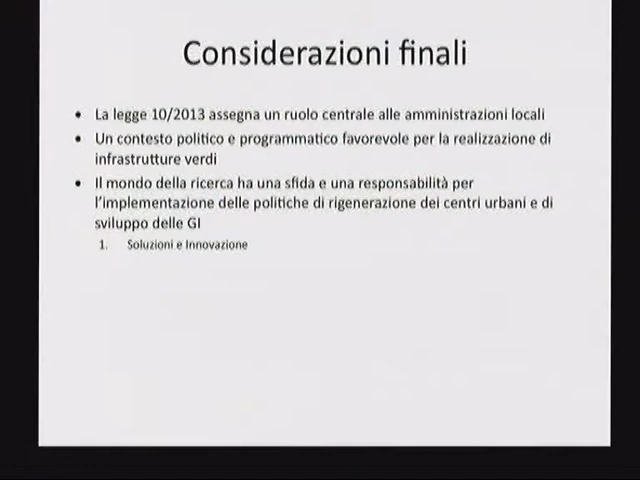 Considerazioni finali
• La legge 10/2013 assegna un ruolo centrale alle amministrazioni locali
• Un contesto politico e programmatico favorevole per la realizzazione di
infrastrutture verdi
• Il mondo della ricerca ha una sfida e una responsabilità per
l'implementazione delle politiche di rigenerazione dei centri urbani e di
sviluppo delle GI
1. Soluzioni e Innovazione